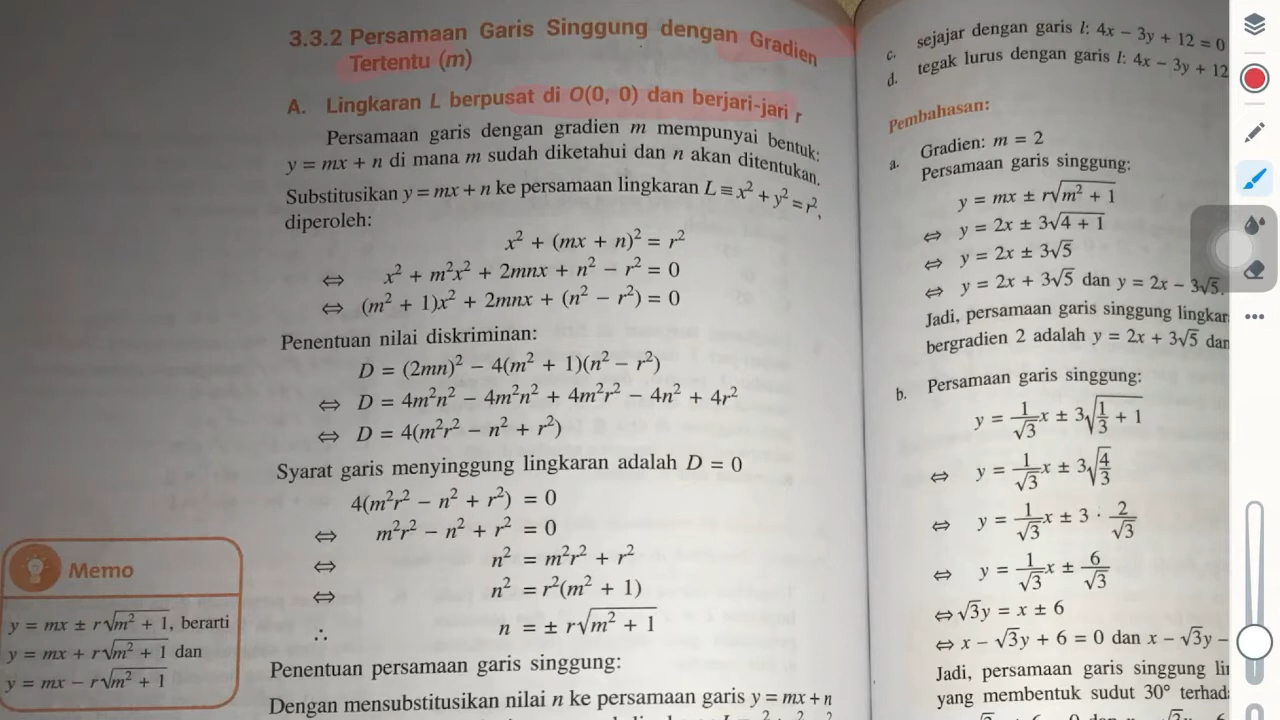 3.3.2 Persamaan Garis Singgung dengan Gradien
Tertentu (m)
A. Lingkaran L berpusat di O(0, 0) dan berjari-jari r
Persamaan garis dengan gradien m mempunyai bentuk:
y = mx + n di mana m sudah diketahui dan n akan ditentukan.
Substitusikan y = mx + n ke persamaan lingkaran L ≡ x² + y² = r²,
diperoleh:
x² + (mx + n)² = r²
⇔ x² + m²x² + 2mnx + n² − r² = 0
⇔ (m² + 1)x² + 2mnx + (n² − r²) = 0
Penentuan nilai diskriminan:
D = (2mn)² − 4(m² + 1)(n² − r²)
⇔ D = 4m²n² − 4m²n² + 4m²r² − 4n² + 4r²
⇔ D = 4(m²r² − n² + r²)
Syarat garis menyinggung lingkaran adalah D = 0
4(m²r² − n² + r²) = 0
⇔ m²r² − n² + r² = 0
⇔ n² = m²r² + r²
⇔ n² = r²(m² + 1)
∴ n = ± r√(m² + 1)
Penentuan persamaan garis singgung:
Dengan mensubstitusikan nilai n ke persamaan garis y = mx + n
Memo
y = mx ± r√(m² + 1), berarti
y = mx + r√(m² + 1) dan
y = mx − r√(m² + 1)
c. sejajar dengan garis l: 4x − 3y + 12 = 0
d. tegak lurus dengan garis l: 4x − 3y + 12
Pembahasan:
a. Gradien: m = 2
Persamaan garis singgung:
y = mx ± r√(m² + 1)
⇔ y = 2x ± 3√(4 + 1)
⇔ y = 2x ± 3√5
⇔ y = 2x + 3√5 dan y = 2x − 3√5.
Jadi, persamaan garis singgung
bergradien 2 adalah y = 2x + 3√5 dan
b. Persamaan garis singgung:
y = 1/√3 x ± 3√(1/3 + 1)
⇔ y = 1/√3 x ± 3√(4/3)
⇔ y = 1/√3 x ± 3 · 2/√3
⇔ y = 1/√3 x ± 6/√3
⇔ √3y = x ± 6
⇔ x − √3y + 6 = 0 dan x − √3y −
Jadi, persamaan garis singgung
yang membentuk sudut 30°